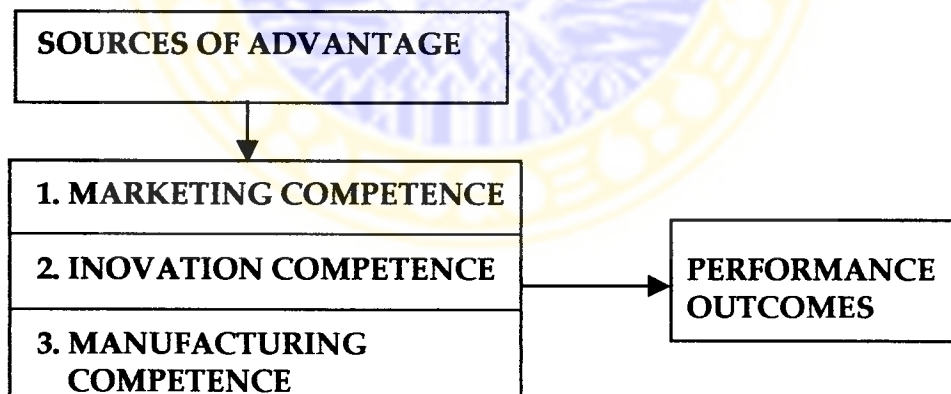 SOURCES OF ADVANTAGE
1. MARKETING COMPETENCE
2. INOVATION COMPETENCE
3. MANUFACTURING
COMPETENCE
PERFORMANCE
OUTCOMES